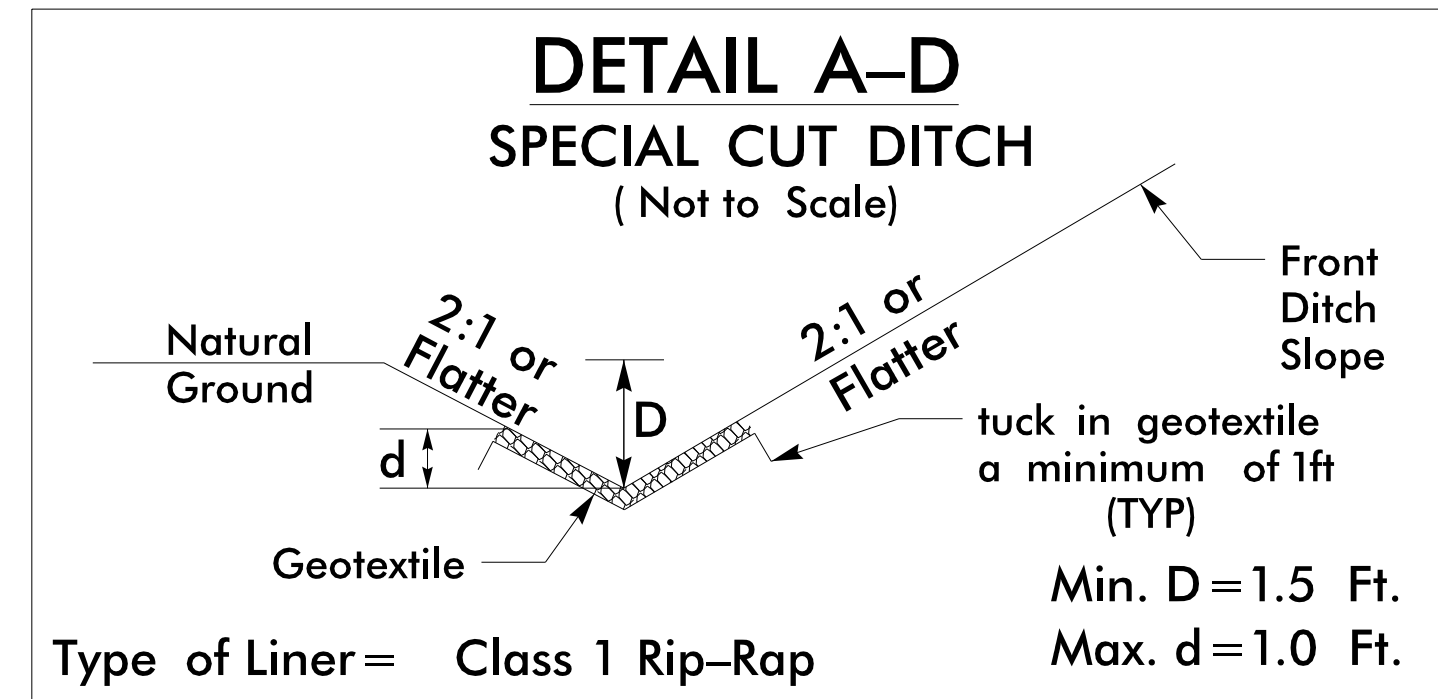 DETAIL A–D
SPECIAL CUT DITCH
( Not to Scale)
Natural
Ground
2:1 or
Flatter
D
d
2:1 or
Flatter
Front
Ditch
Slope
tuck in geotextile
a minimum of 1ft
(TYP)
Geotextile
Min. D = 1.5 Ft.
Max. d = 1.0 Ft.
Type of Liner = Class 1 Rip–Rap